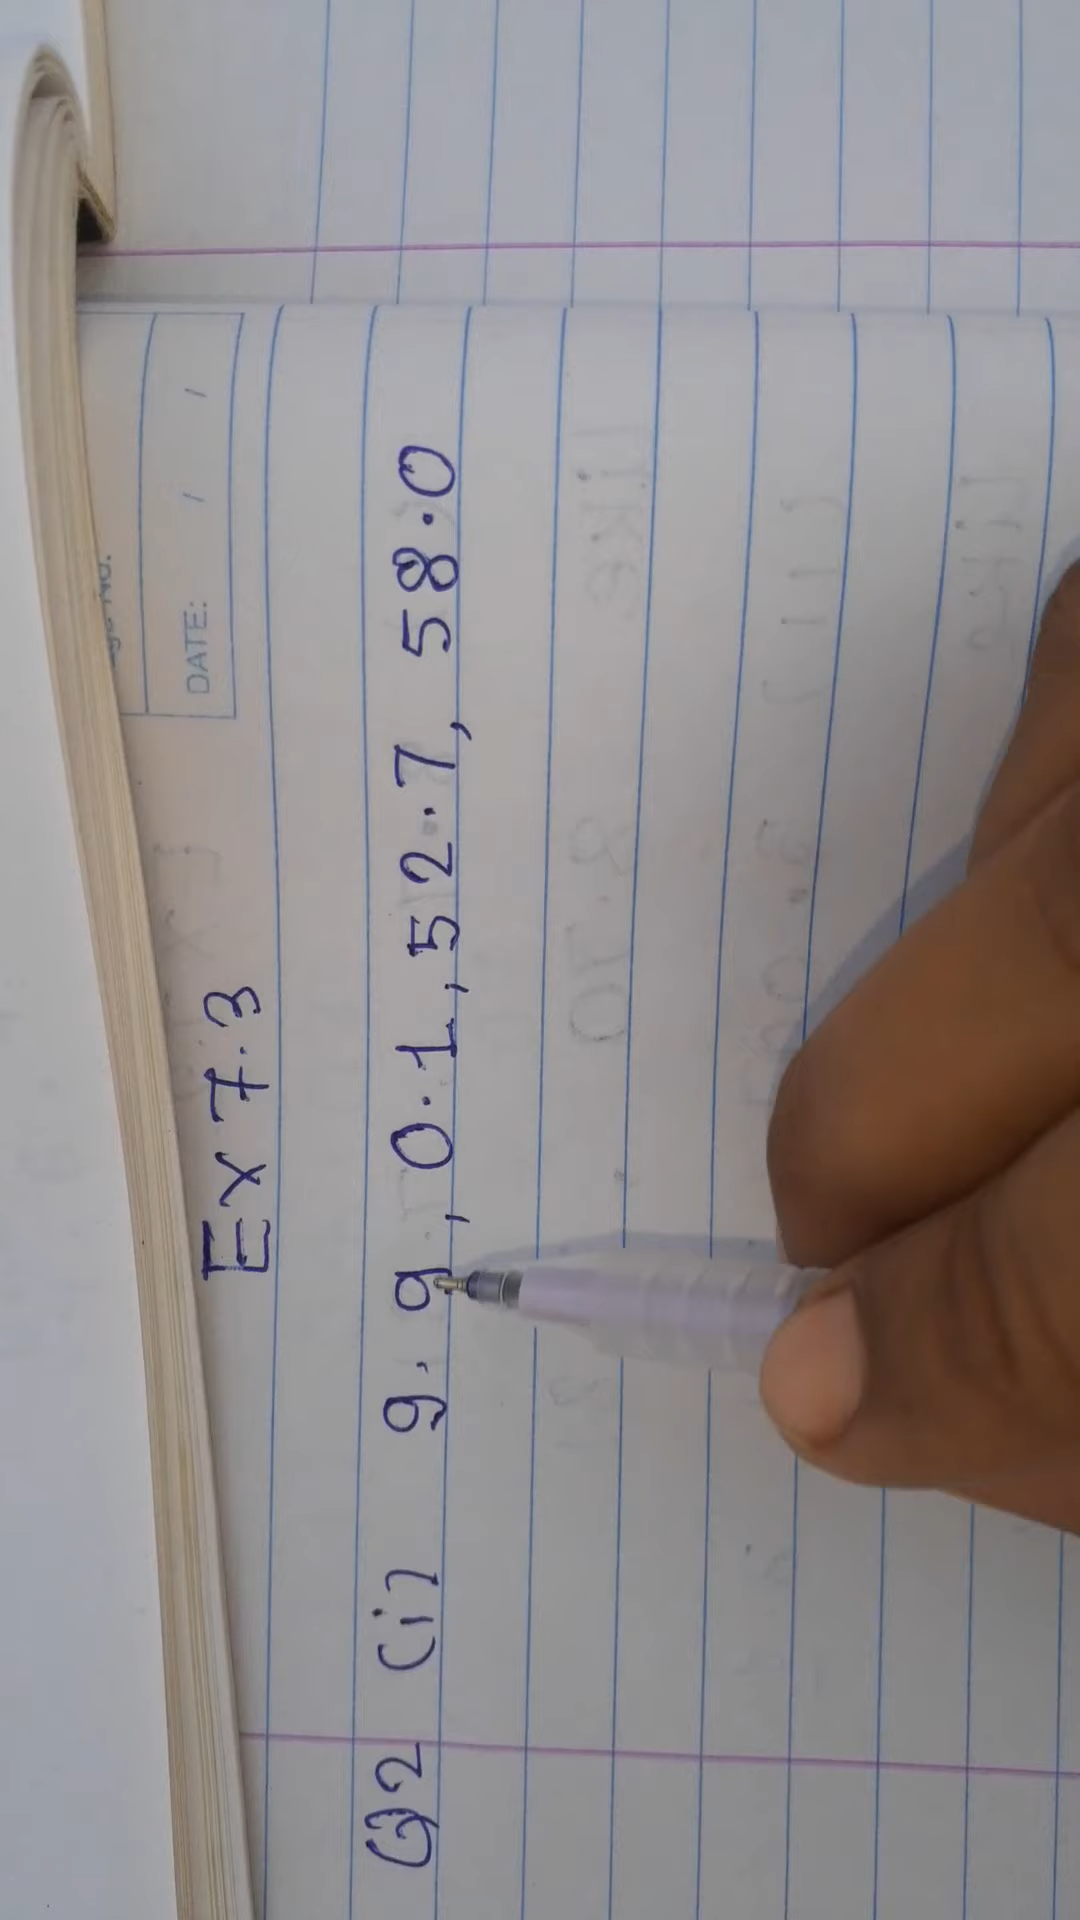 DATE: / /
Ex 7.3
Q2 (i) 9.9, 0.1, 52.7, 58.0